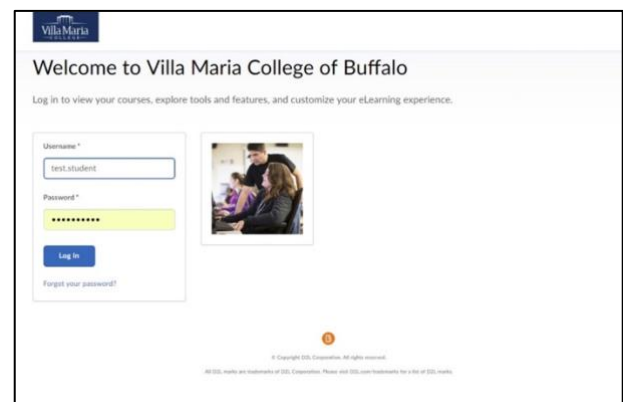 Villa Maria
COLLEGE
Welcome to Villa Maria College of Buffalo
Log in to view your courses, explore tools and features, and customize your eLearning experience.
Username *
test.student
Password *
••••••••••
Log In
Forgot your password?
© Copyright D2L Corporation. All rights reserved.
All D2L marks are trademarks of D2L Corporation. Please visit D2L.com/trademarks for a list of D2L marks.